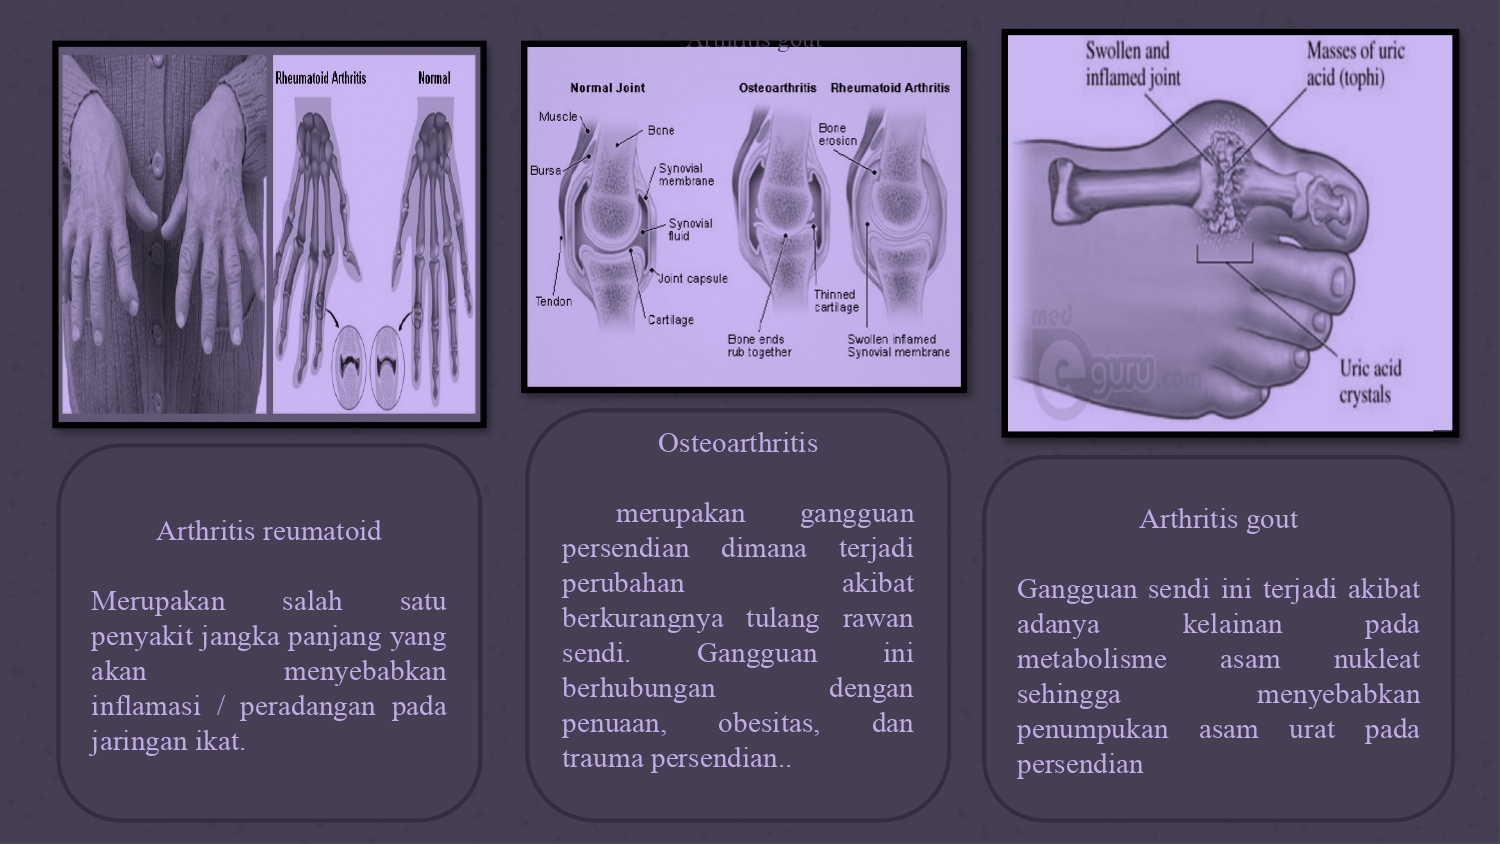 Rheumatoid Arthritis
Normal
Arthritis gout
Normal Joint
Osteoarthritis
Rheumatoid Arthritis
Muscle
Bone
Bursa
Synovial
membrane
Synovial
fluid
Joint capsule
Tendon
Cartilage
Bone
erosion
Thinned
cartilage
Bone ends
rub together
Swollen inflamed
Synovial membrane
Swollen and
inflamed joint
Masses of uric
acid (tophi)
med
e guru.com
Uric acid
crystals
Arthritis reumatoid
Merupakan salah satu
penyakit jangka panjang yang
akan menyebabkan
inflamasi / peradangan pada
jaringan ikat.
Osteoarthritis
merupakan gangguan
persendian dimana terjadi
perubahan akibat
berkurangnya tulang rawan
sendi. Gangguan ini
berhubungan dengan
penuaan, obesitas, dan
trauma persendian..
Arthritis gout
Gangguan sendi ini terjadi akibat
adanya kelainan pada
metabolisme asam nukleat
sehingga menyebabkan
penumpukan asam urat pada
persendian